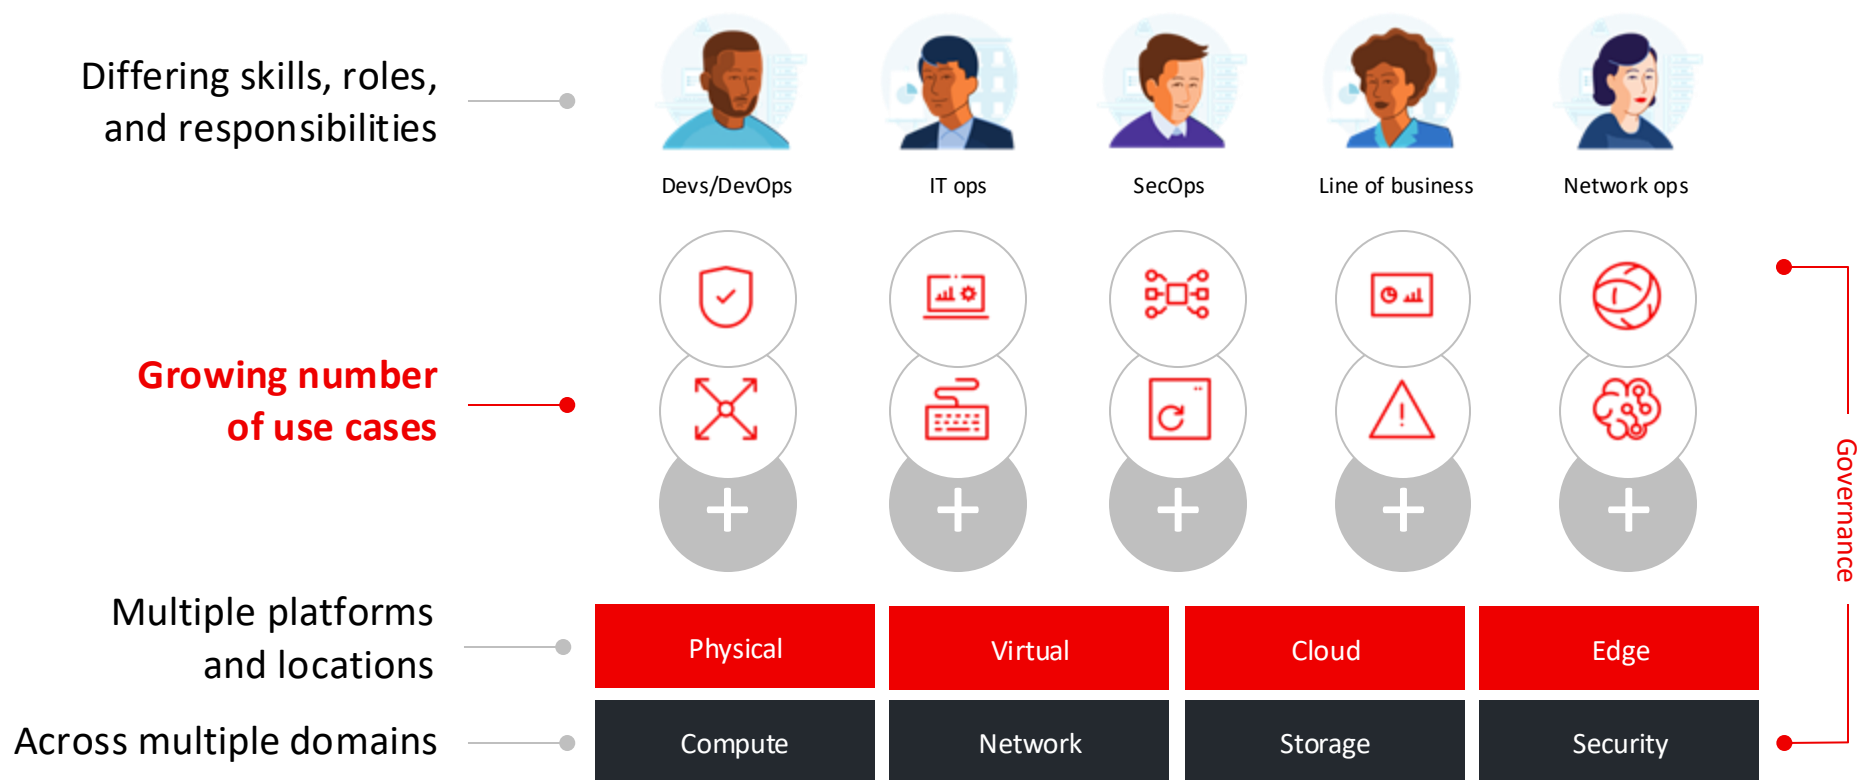 Differing skills, roles,
and responsibilities
Devs/DevOps
IT ops
SecOps
Line of business
Network ops
Growing number
of use cases
Governance
Multiple platforms
and locations
Physical
Virtual
Cloud
Edge
Across multiple domains
Compute
Network
Storage
Security